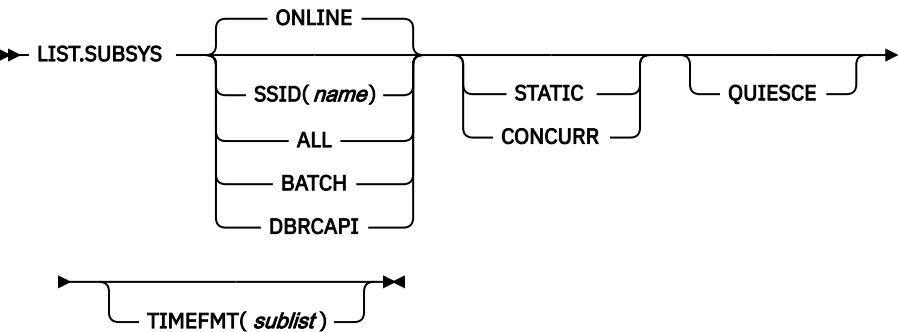 ONLINE
LIST.SUBSYS
SSID(name)
STATIC
QUIESCE
ALL
CONCURR
BATCH
DBRCAPI
TIMEFMT(sublist)